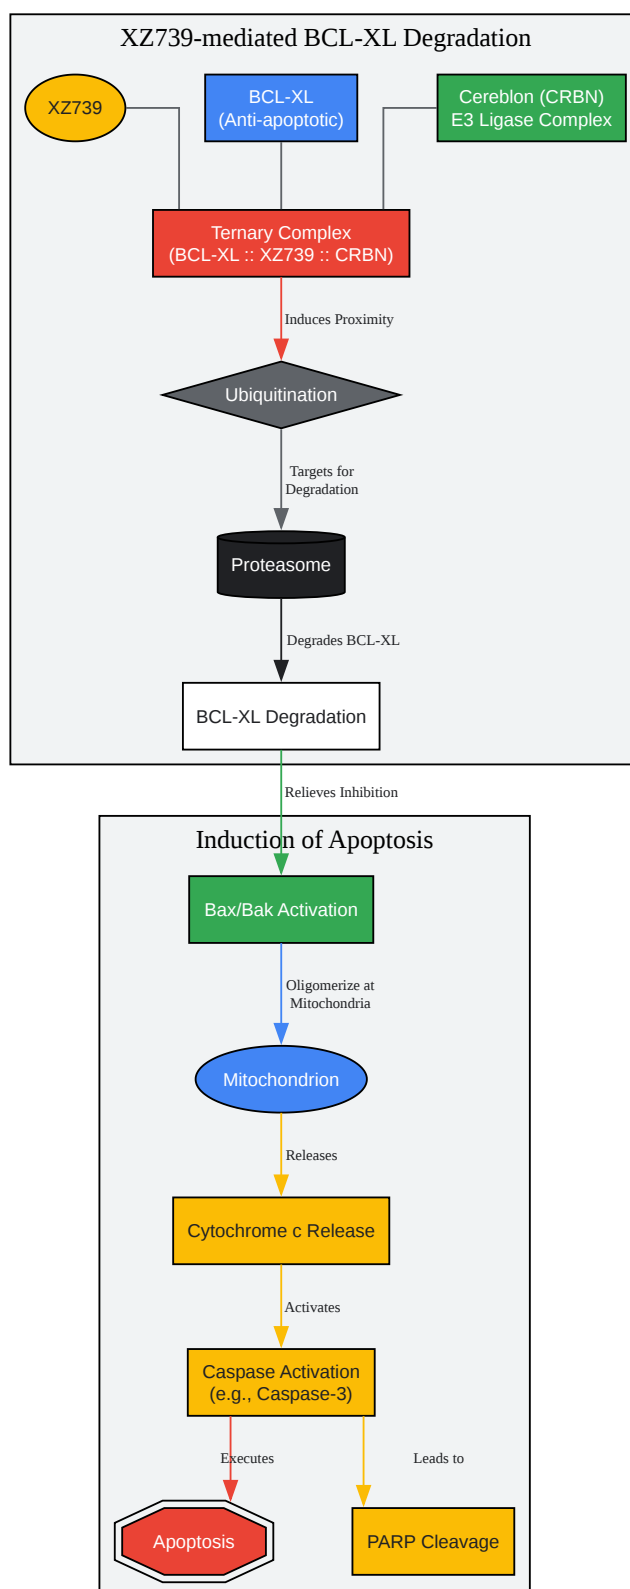 XZ739-mediated BCL-XL Degradation
XZ739
BCL-XL
(Anti-apoptotic)
Cereblon (CRBN)
E3 Ligase Complex
Ternary Complex
(BCL-XL :: XZ739 :: CRBN)
Induces Proximity
Ubiquitination
Targets for
Degradation
Proteasome
Degrades BCL-XL
BCL-XL Degradation
Relieves Inhibition
Induction of Apoptosis
Bax/Bak Activation
Oligomerize at
Mitochondria
Mitochondrion
Releases
Cytochrome c Release
Activates
Caspase Activation
(e.g., Caspase-3)
Executes
Leads to
Apoptosis
PARP Cleavage